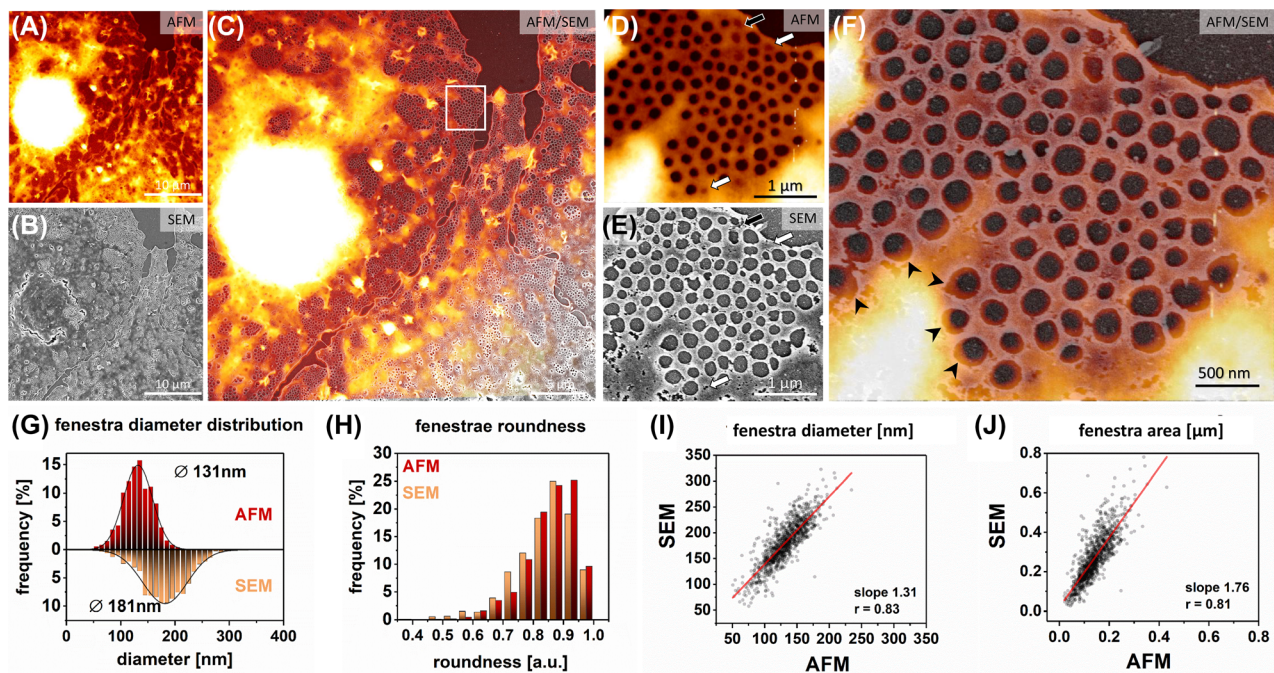 (A) AFM
10 µm
(B) SEM
10 µm
(C) AFM/SEM
5 µm
(D) AFM
1 µm
(E) SEM
1 µm
(F) AFM/SEM
500 nm
(G) fenestra diameter distribution
frequency [%]
15
10
5
0
5
10
Ø 131nm
AFM
SEM
Ø 181nm
0 100 200 300 400
diameter [nm]
(H) fenestrae roundness
frequency [%]
30
25
20
15
10
5
0
AFM
SEM
0.4 0.5 0.6 0.7 0.8 0.9 1.0
roundness [a.u.]
(I) fenestra diameter [nm]
SEM
350
300
250
200
150
100
50
slope 1.31
r = 0.83
50 100 150 200 250 300 350
AFM
(J) fenestra area [µm]
SEM
0.8
0.6
0.4
0.2
0.0
slope 1.76
r = 0.81
0.0 0.2 0.4 0.6 0.8
AFM